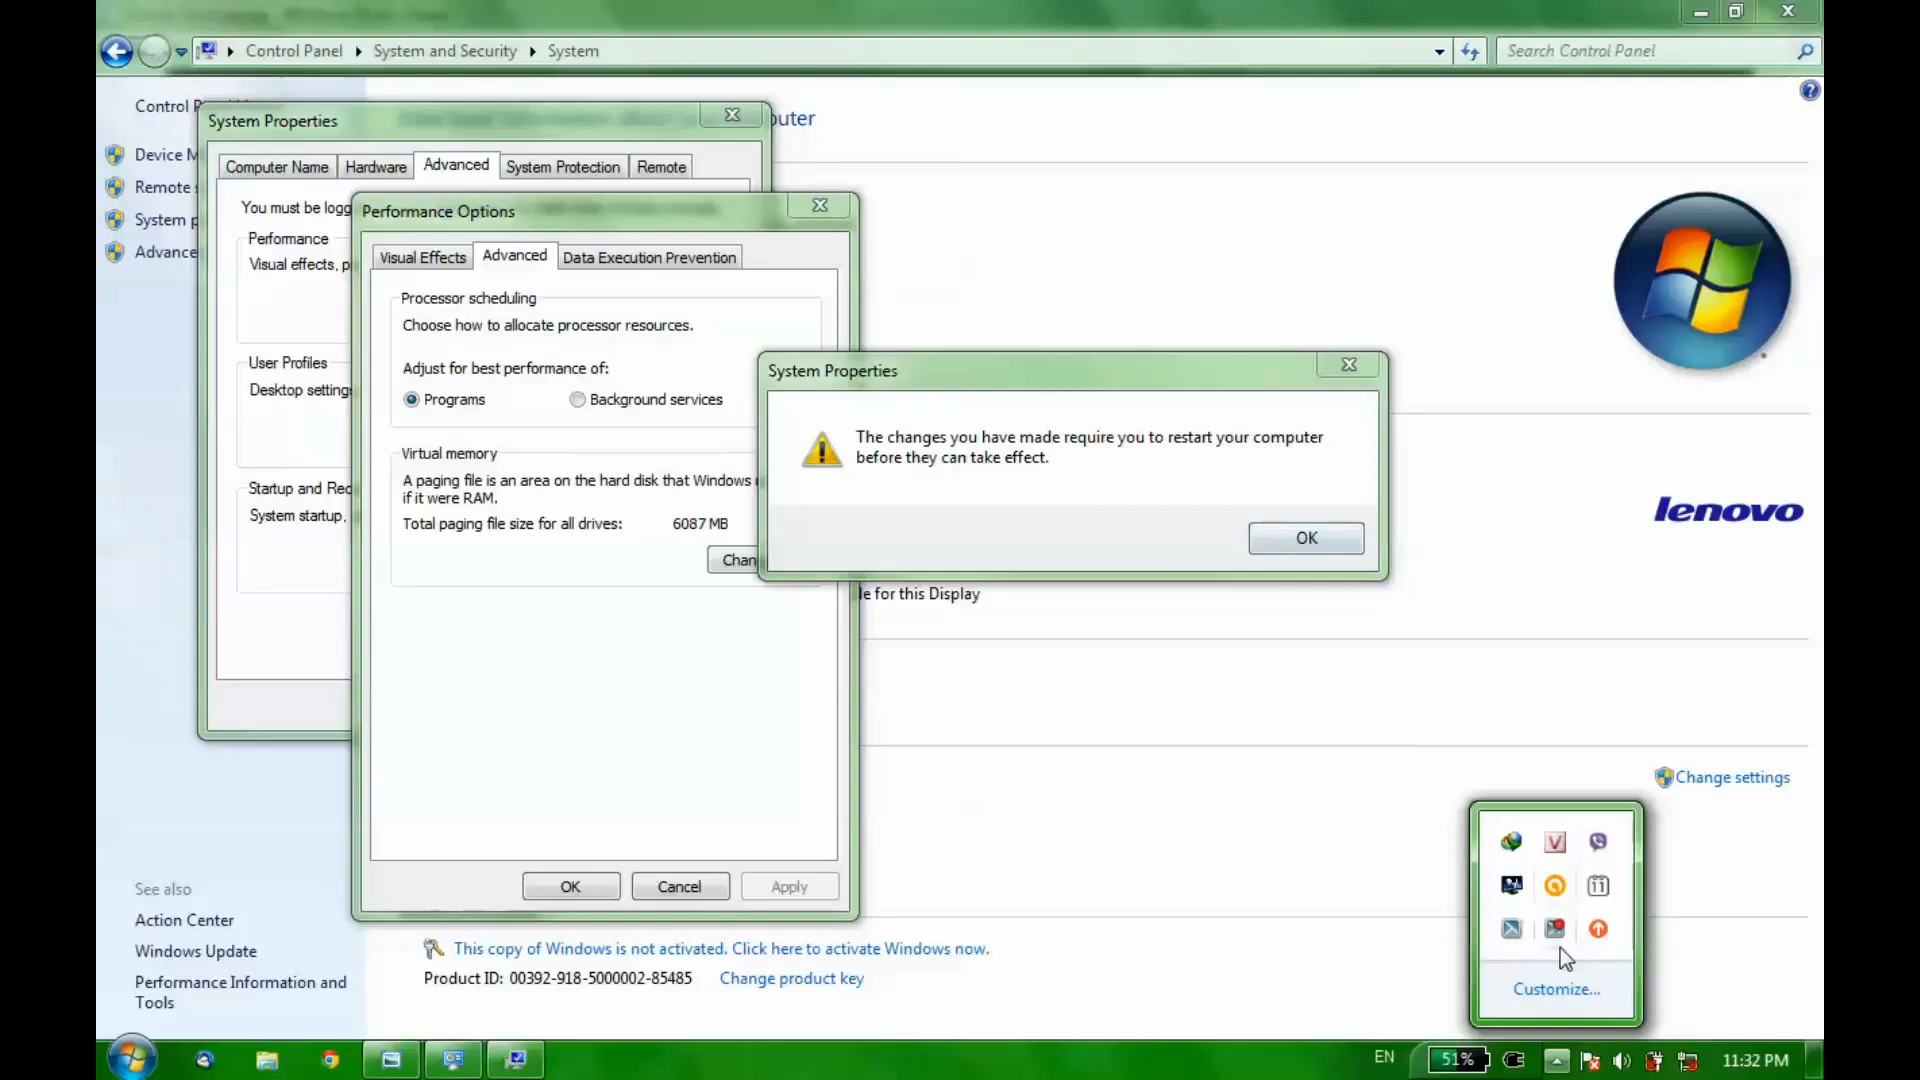 Control Panel
System and Security
System
Search Control Panel
Control P
Device M
Remote s
System p
Advance
puter
System Properties
Computer Name
Hardware
Advanced
System Protection
Remote
You must be logg
Performance
Visual effects, p
User Profiles
Desktop settings
Startup and Rec
System startup,
Performance Options
Visual Effects
Advanced
Data Execution Prevention
Processor scheduling
Choose how to allocate processor resources.
Adjust for best performance of:
Programs
Background services
Virtual memory
A paging file is an area on the hard disk that Windows
if it were RAM.
Total paging file size for all drives: 6087 MB
Chan
OK
Cancel
Apply
System Properties
The changes you have made require you to restart your computer
before they can take effect.
OK
lenovo
le for this Display
Change settings
See also
Action Center
Windows Update
Performance Information and
Tools
This copy of Windows is not activated. Click here to activate Windows now.
Product ID: 00392-918-5000002-85485
Change product key
11
Customize...
EN
51%
11:32 PM